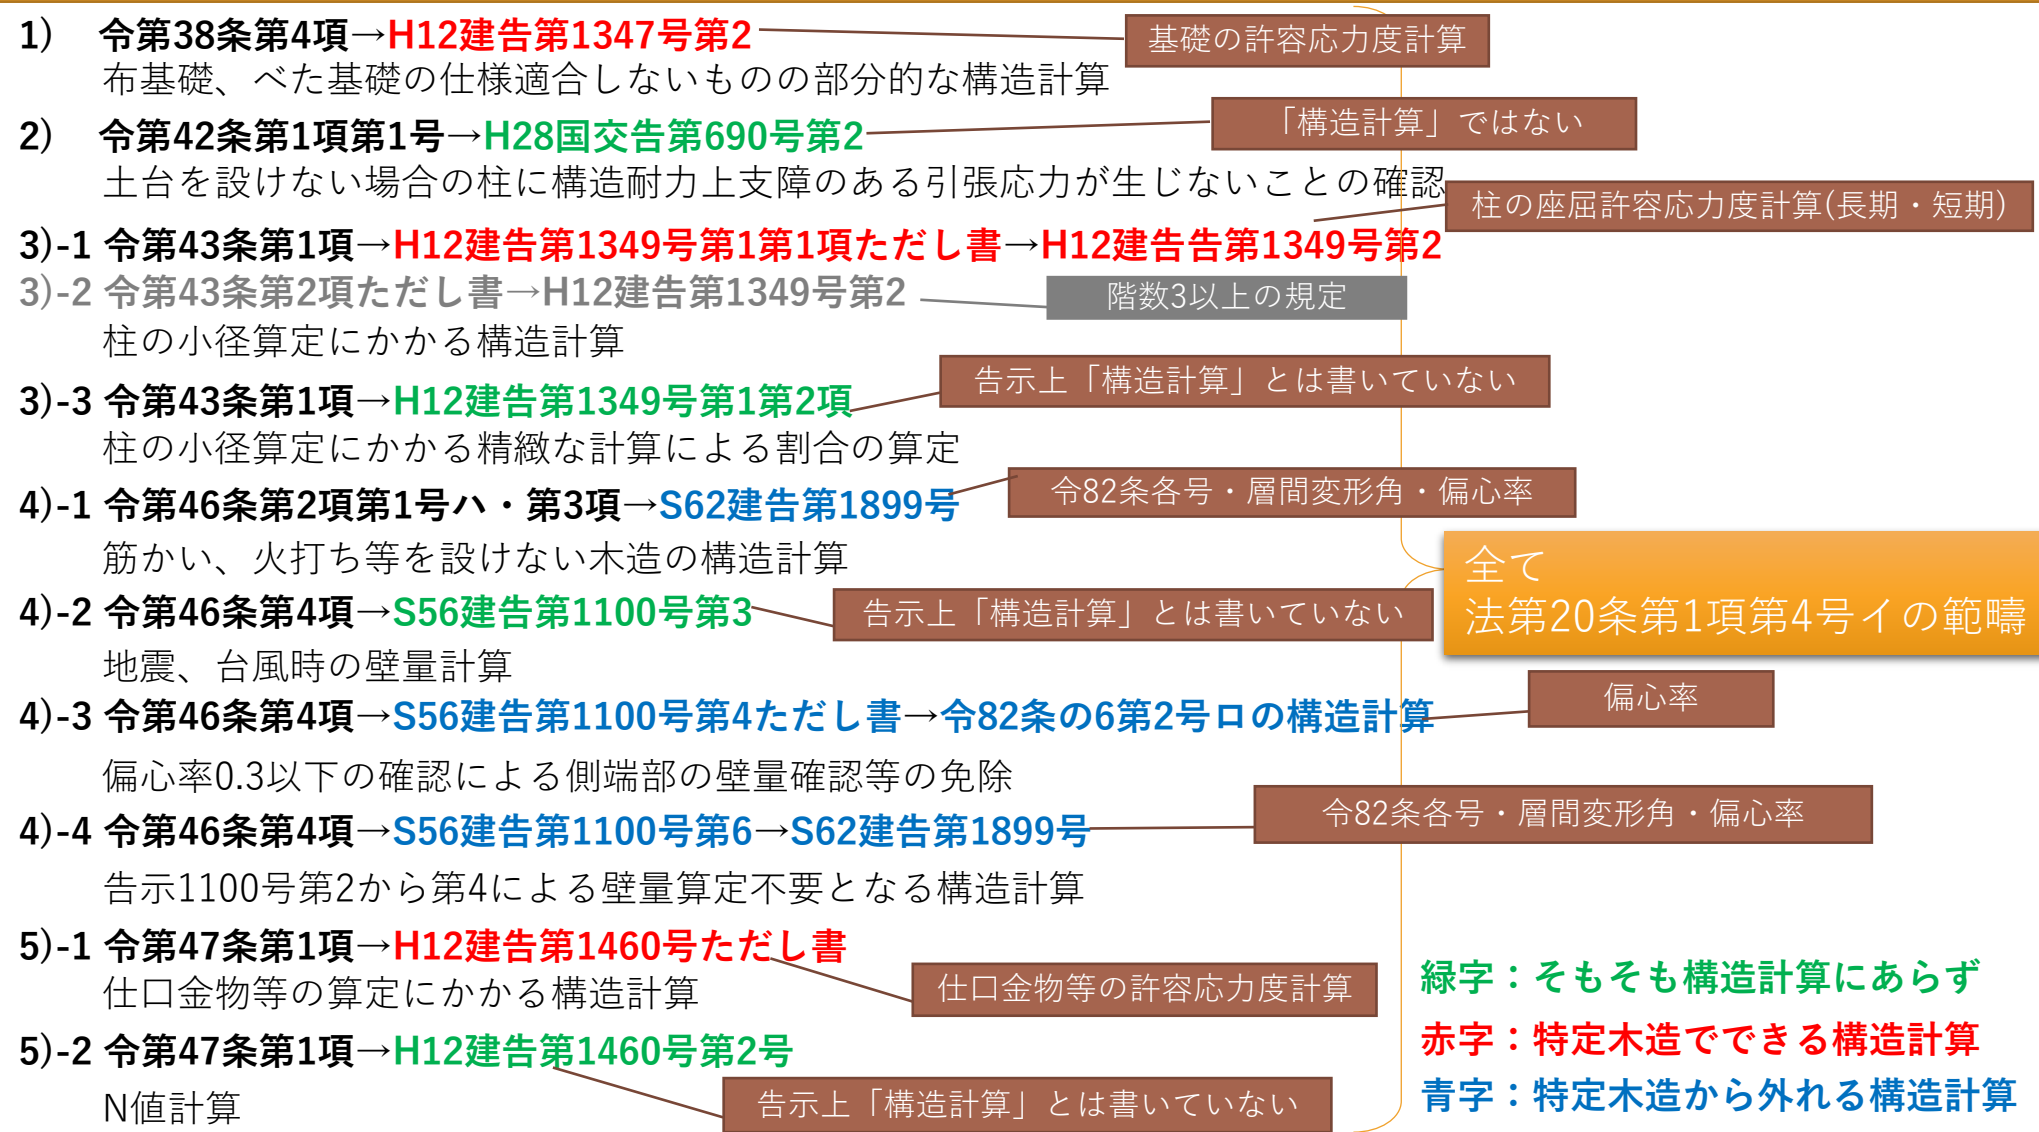 1) 令第38条第4項→H12建告第1347号第2
基礎の許容応力度計算
布基礎、べた基礎の仕様適合しないものの部分的な構造計算
2) 令第42条第1項第1号→H28国交告第690号第2
「構造計算」ではない
土台を設けない場合の柱に構造耐力上支障のある引張応力が生じないことの確認
柱の座屈許容応力度計算(長期・短期)
3)-1 令第43条第1項→H12建告第1349号第1第1項ただし書→H12建告告第1349号第2
3)-2 令第43条第2項ただし書→H12建告第1349号第2
階数3以上の規定
柱の小径算定にかかる構造計算
告示上「構造計算」とは書いていない
3)-3 令第43条第1項→H12建告第1349号第1第2項
柱の小径算定にかかる精緻な計算による割合の算定
4)-1 令第46条第2項第1号ハ・第3項→S62建告第1899号
令82条各号・層間変形角・偏心率
筋かい、火打ち等を設けない木造の構造計算
全て
法第20条第1項第4号イの範疇
4)-2 令第46条第4項→S56建告第1100号第3
告示上「構造計算」とは書いていない
地震、台風時の壁量計算
4)-3 令第46条第4項→S56建告第1100号第4ただし書→令82条の6第2号ロの構造計算
偏心率
偏心率0.3以下の確認による側端部の壁量確認等の免除
4)-4 令第46条第4項→S56建告第1100号第6→S62建告第1899号
令82条各号・層間変形角・偏心率
告示1100号第2から第4による壁量算定不要となる構造計算
5)-1 令第47条第1項→H12建告第1460号ただし書
仕口金物等の算定にかかる構造計算
仕口金物等の許容応力度計算
5)-2 令第47条第1項→H12建告第1460号第2号
N値計算
告示上「構造計算」とは書いていない
緑字：そもそも構造計算にあらず
赤字：特定木造でできる構造計算
青字：特定木造から外れる構造計算